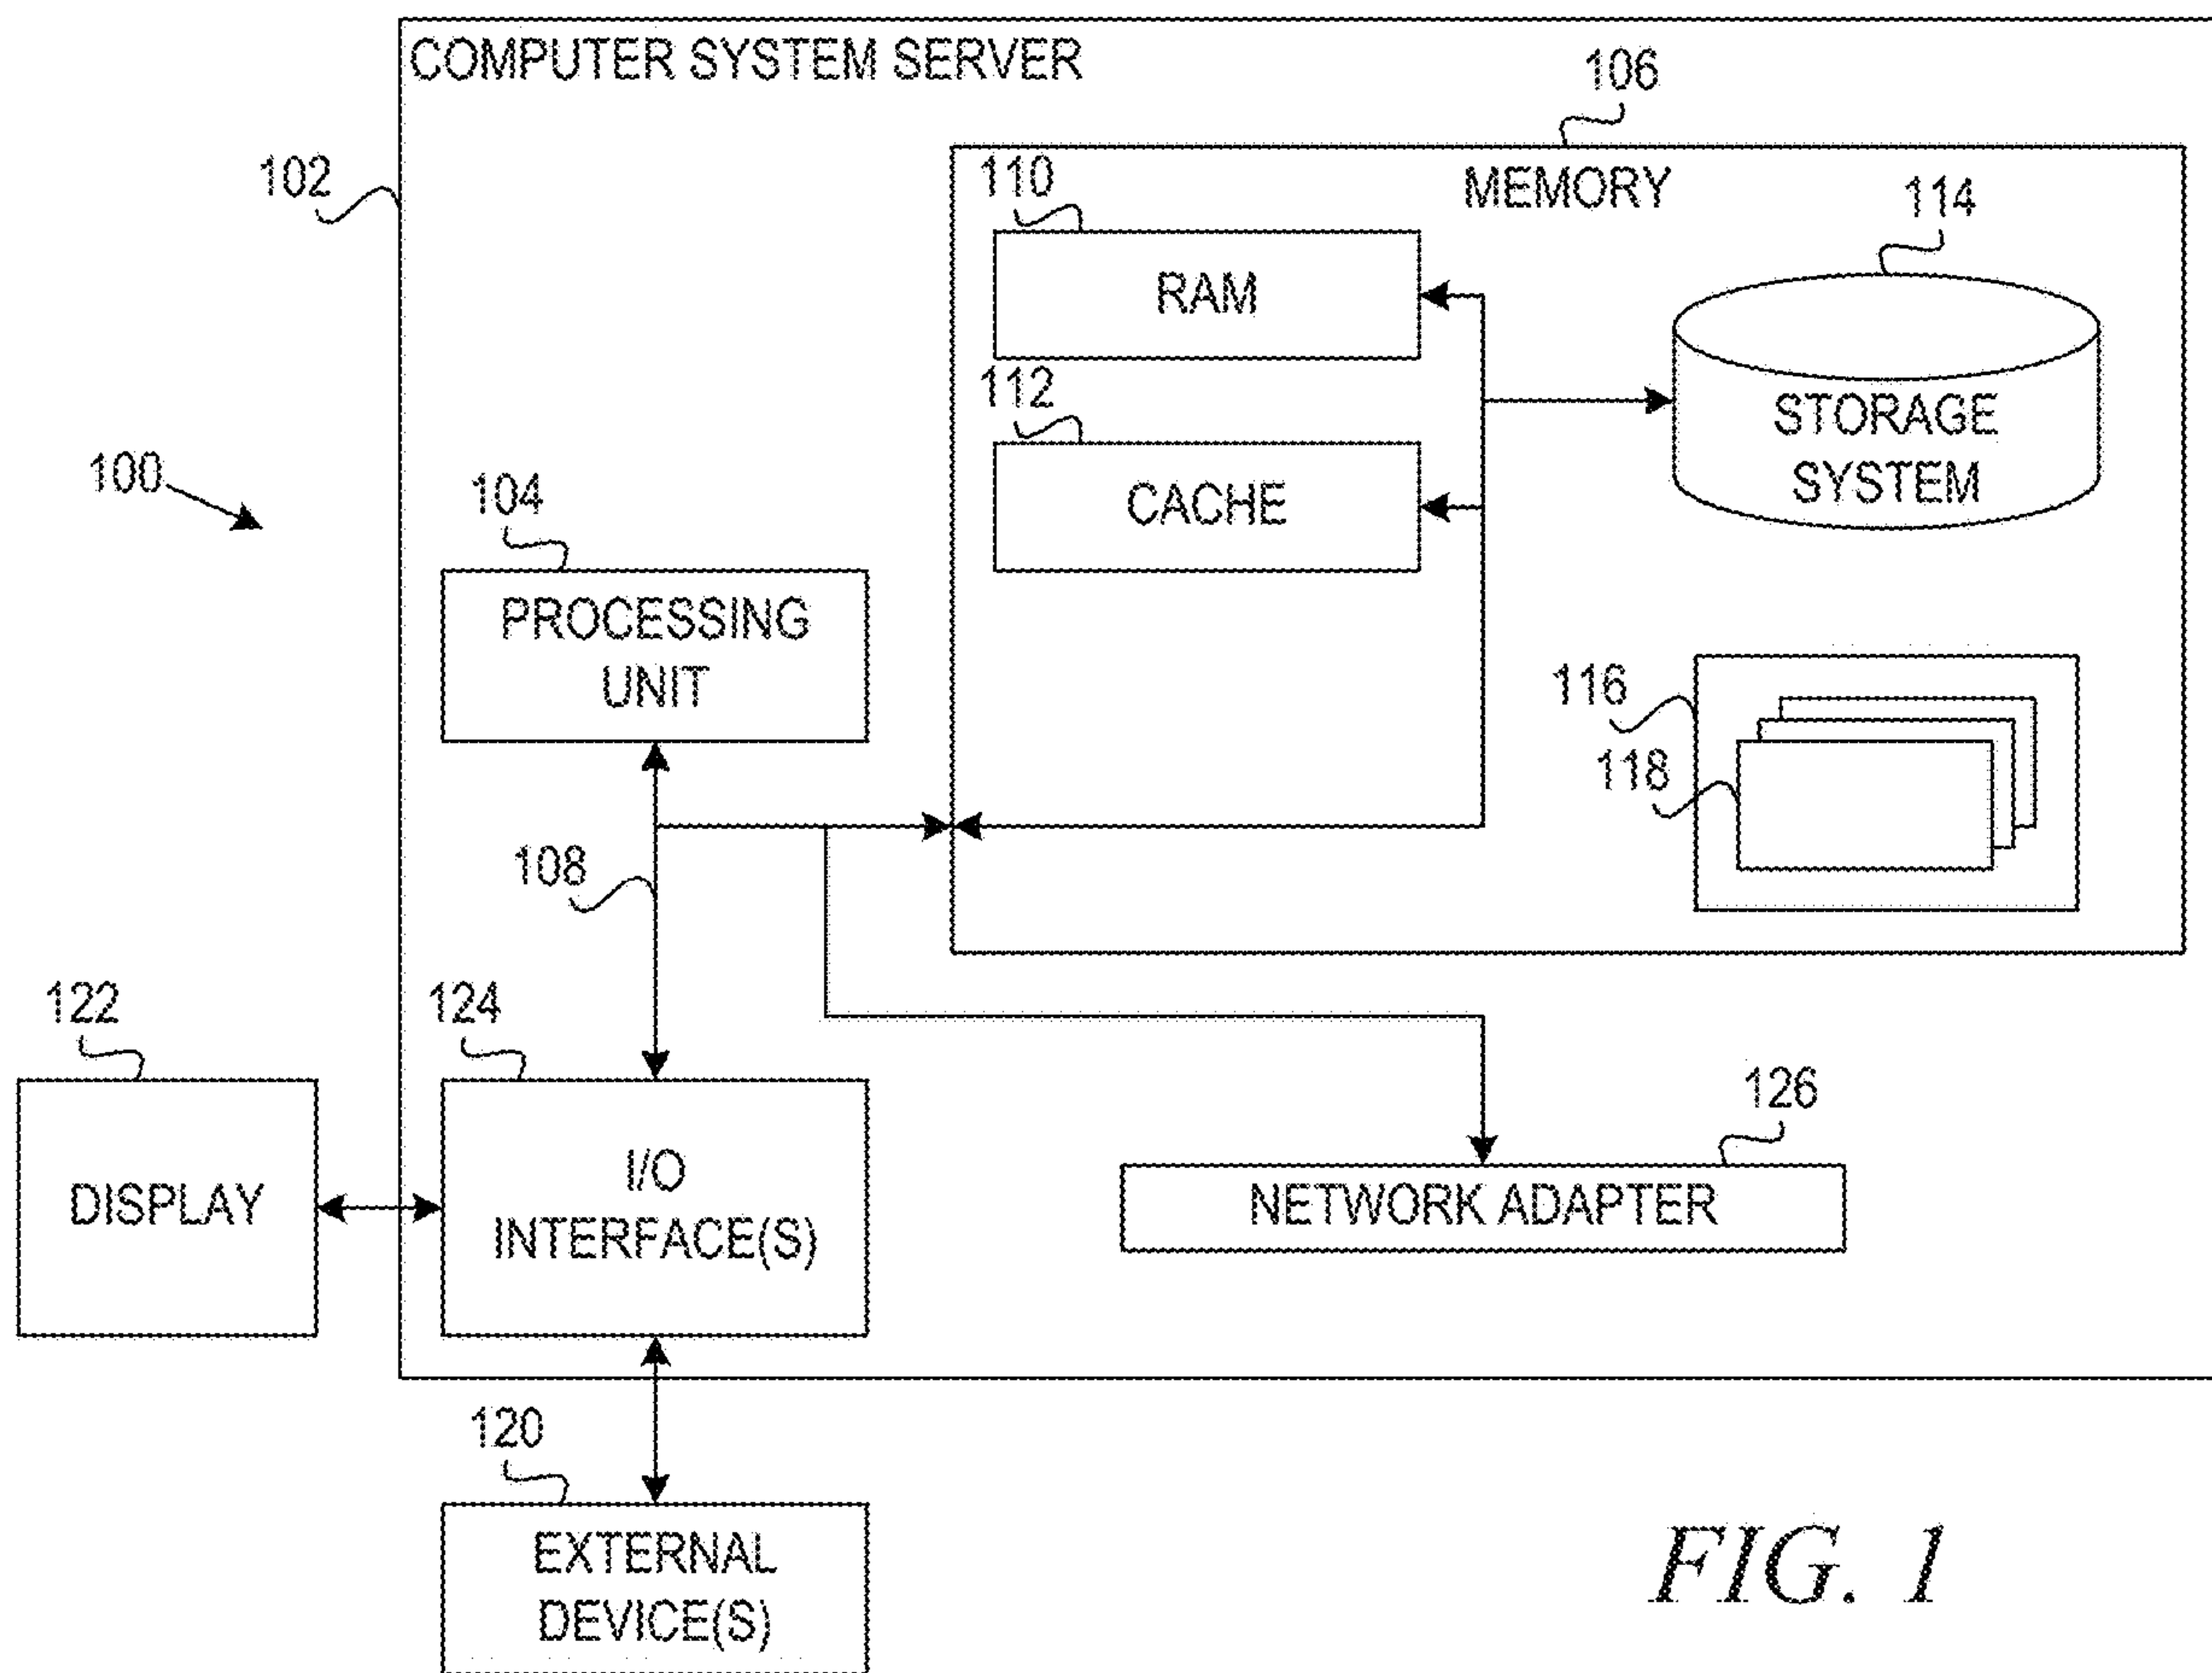 COMPUTER SYSTEM SERVER
106
102
110
MEMORY
114
RAM
112
STORAGE
SYSTEM
100
104
CACHE
PROCESSING
UNIT
116
118
108
122
124
126
DISPLAY
I/O
INTERFACE(S)
NETWORK ADAPTER
120
EXTERNAL
DEVICE(S)
FIG. 1